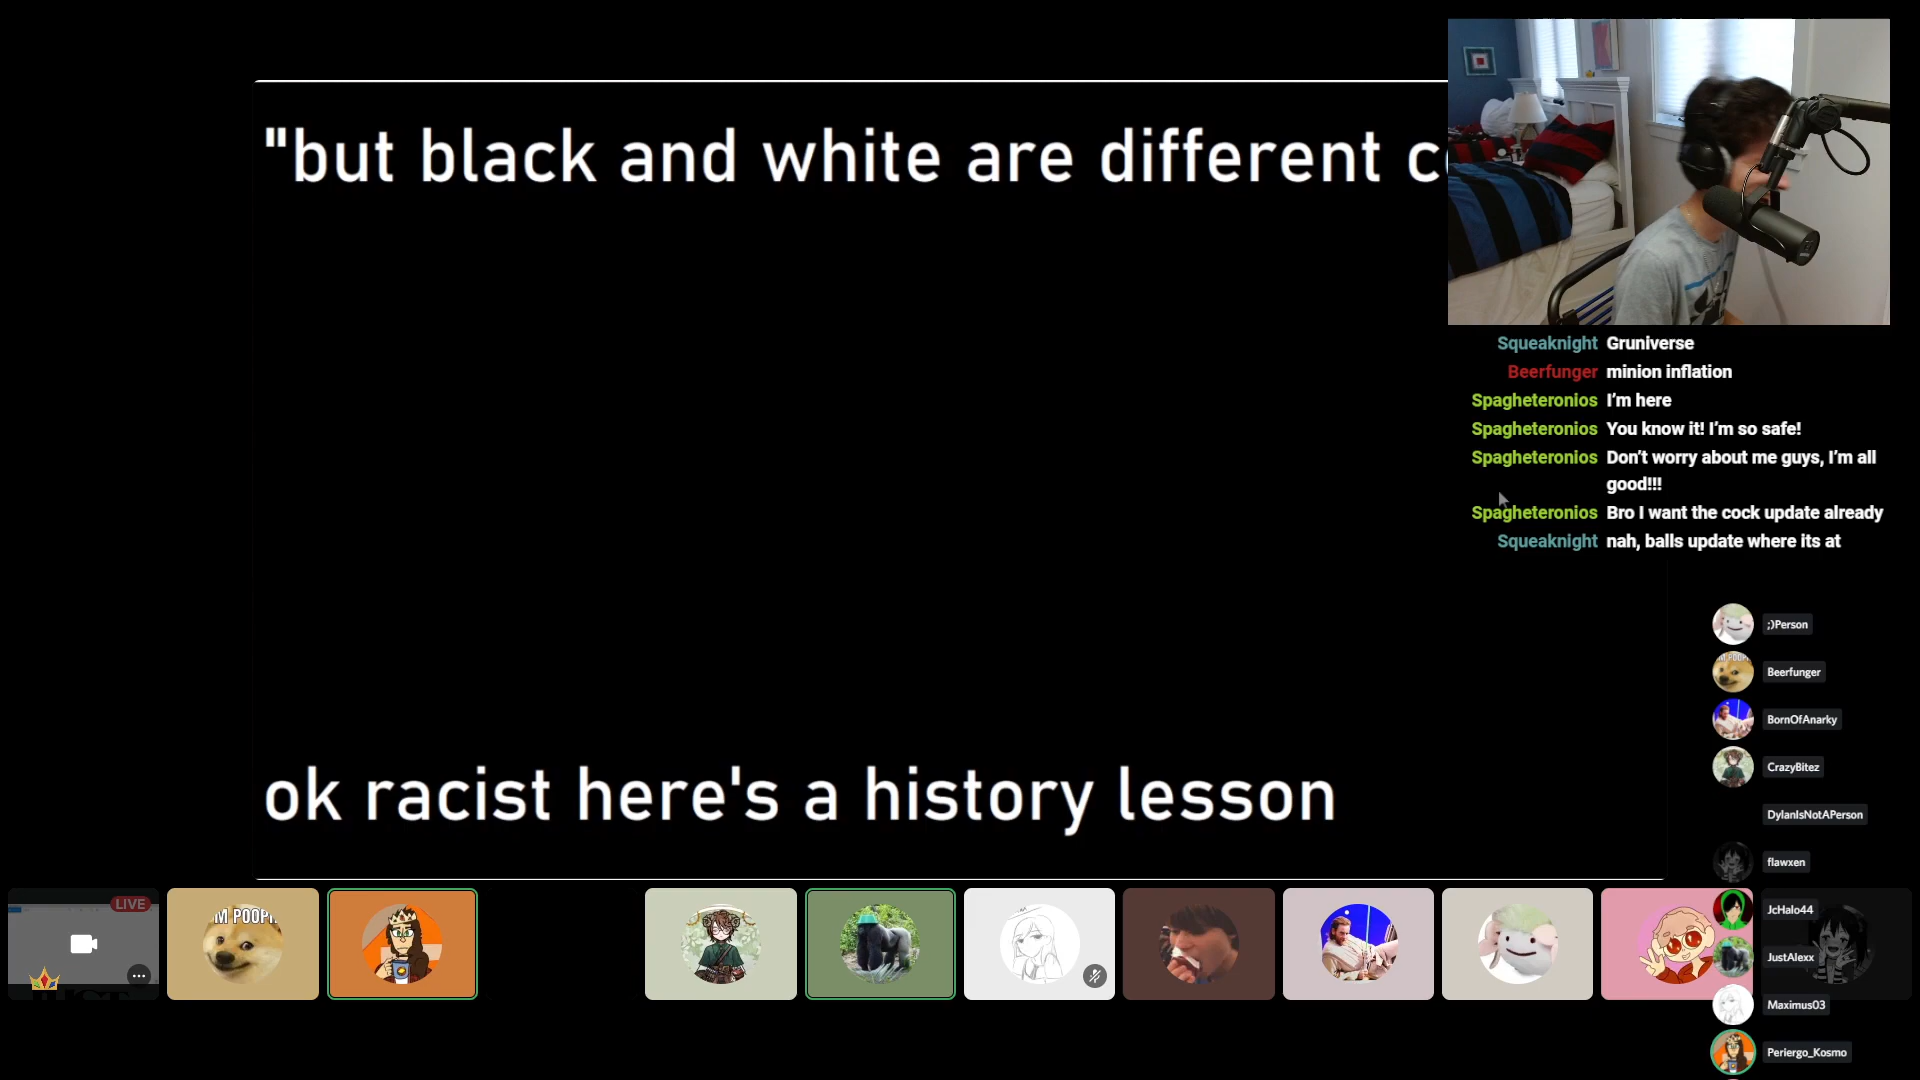 "but black and white are different
ok racist here's a history lesson
Squeaknight Gruniverse
Beerfunger minion inflation
Spagheteronios I'm here
Spagheteronios You know it! I'm so safe!
Spagheteronios Don't worry about me guys, I'm all
good!!!
Spagheteronios Bro I want the cock update already
Squeaknight nah, balls update where its at
;)Person
Beerfunger
BornOfAnarky
CrazyBitez
DylanIsNotAPerson
flawxen
JcHalo44
JustAlexx
Maximus03
Periergo_Kosmo
LIVE